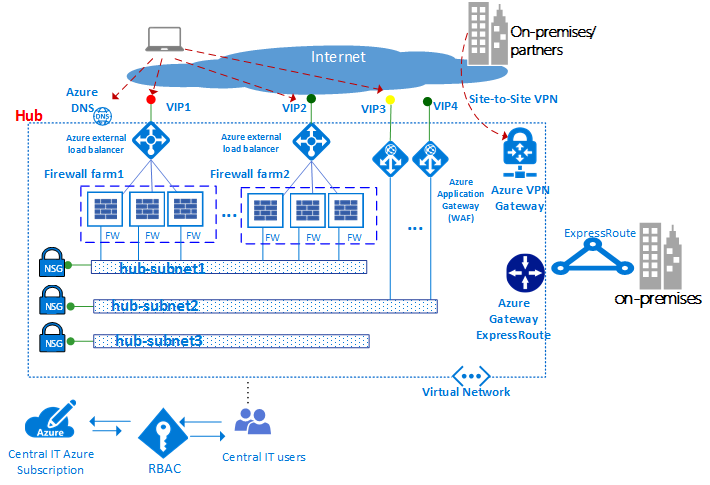 On-premises/
partners
Internet
Azure
DNS
DNS
VIP1
VIP2
VIP3
VIP4
Site-to-Site VPN
Hub
Azure external
load balancer
Azure external
load balancer
Firewall farm1
Firewall farm2
Azure
Application
Gateway
(WAF)
Azure VPN
Gateway
...
...
FW
FW
FW
FW
FW
FW
ExpressRoute
NSG
hub-subnet1
NSG
hub-subnet2
NSG
hub-subnet3
Azure
Gateway
ExpressRoute
on-premises
Virtual Network
Azure
Central IT Azure
Subscription
RBAC
Central IT users